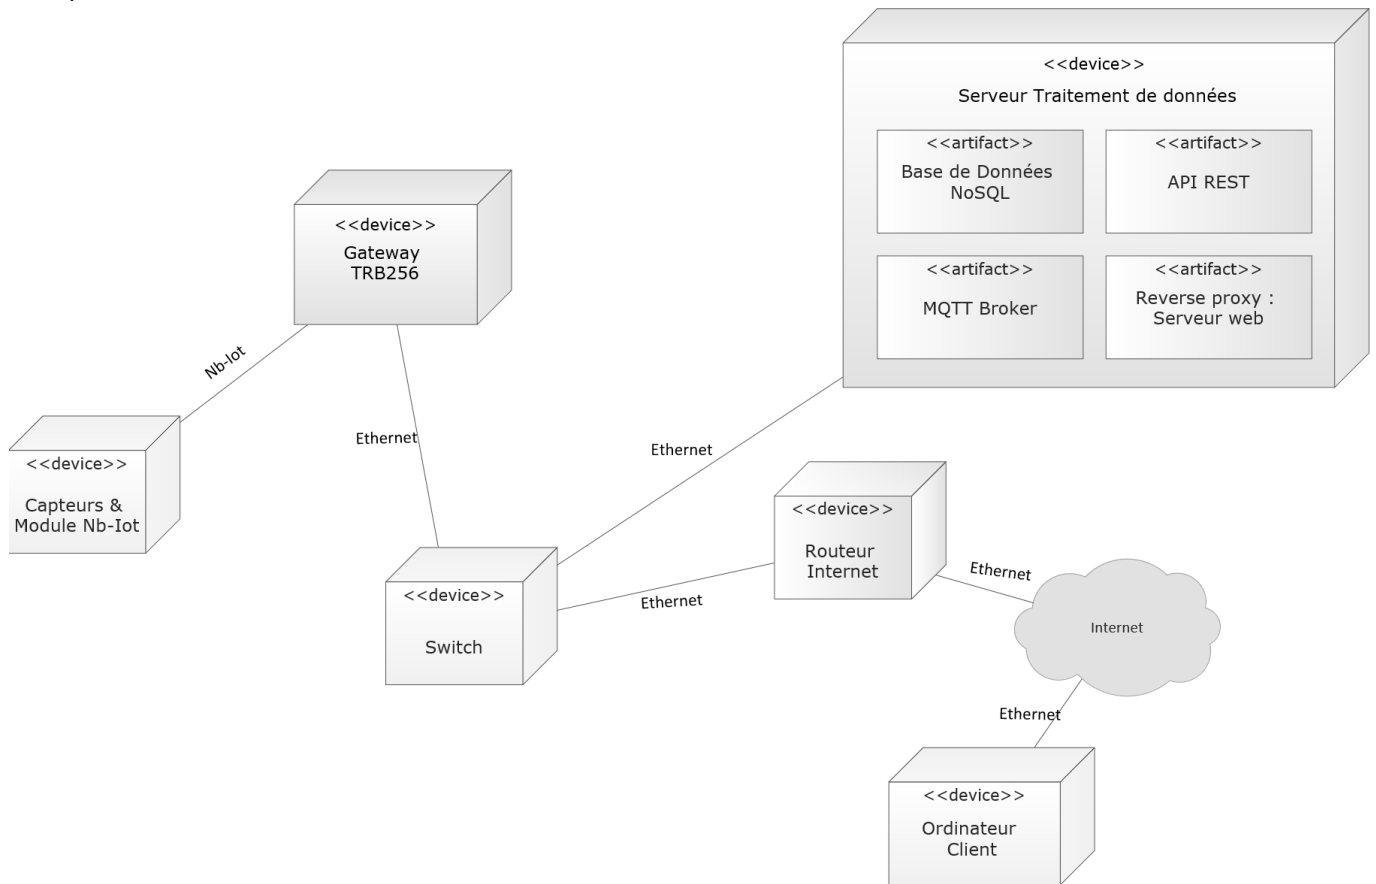 <<device>>
Serveur Traitement de données
<<artifact>>
Base de Données
NoSQL
<<artifact>>
API REST
<<artifact>>
MQTT Broker
<<artifact>>
Reverse proxy :
Serveur web
<<device>>
Gateway
TRB256
Nb-Iot
Ethernet
<<device>>
Capteurs &
Module Nb-Iot
Ethernet
<<device>>
Switch
Ethernet
<<device>>
Routeur
Internet
Ethernet
Internet
Ethernet
<<device>>
Ordinateur
Client